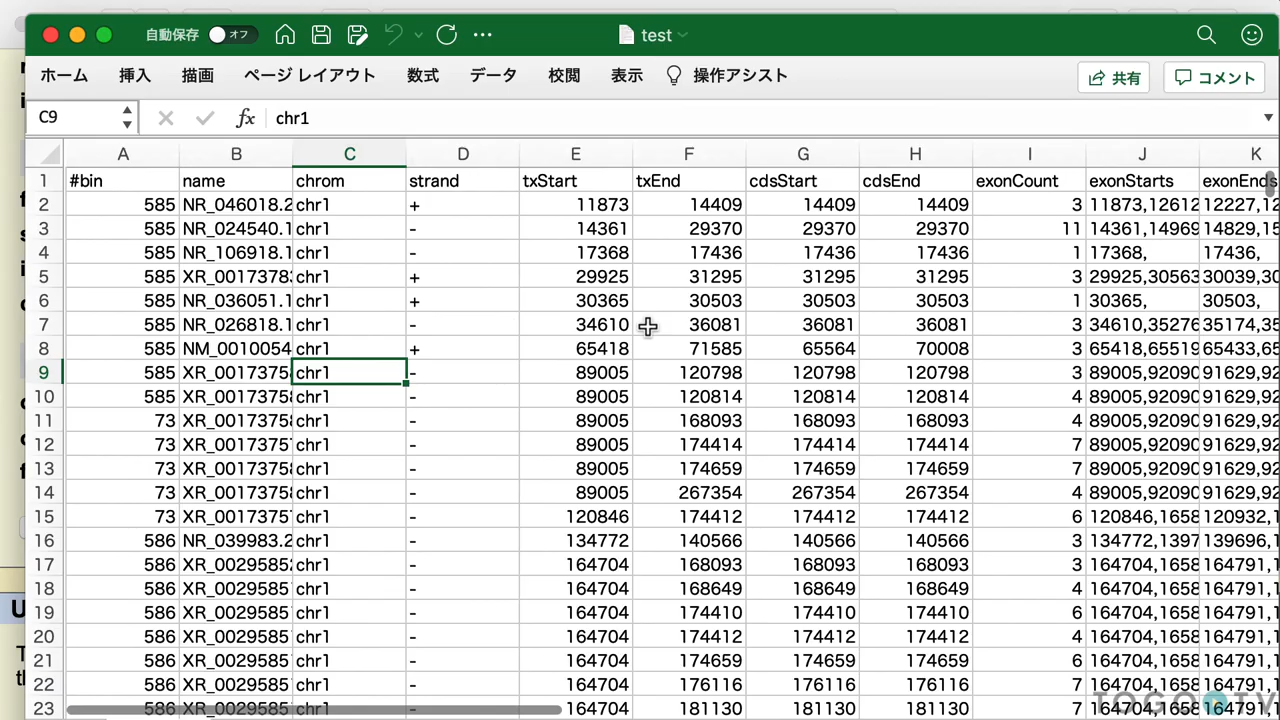 自動保存 オフ test
ホーム 挿入 描画 ページ レイアウト 数式 データ 校閲 表示 操作アシスト 共有 コメント
C9 fx chr1
A B C D E F G H I J K
1 #bin name chrom strand txStart txEnd cdsStart cdsEnd exonCount exonStarts exonEnds
2 585 NR_046018.2 chr1 + 11873 14409 14409 14409 3 11873,12612 12227,12
3 585 NR_024540.1 chr1 - 14361 29370 29370 29370 11 14361,14969 14829,15
4 585 NR_106918.1 chr1 - 17368 17436 17436 17436 1 17368, 17436,
5 585 XR_0017378 chr1 + 29925 31295 31295 31295 3 29925,30563 30039,30
6 585 NR_036051.1 chr1 + 30365 30503 30503 30503 1 30365, 30503,
7 585 NR_026818.1 chr1 - 34610 36081 36081 36081 3 34610,35276 35174,35
8 585 NM_0010054 chr1 + 65418 71585 65564 70008 3 65418,65519 65433,65
9 585 XR_0017375 chr1 - 89005 120798 120798 120798 3 89005,92090 91629,92
10 585 XR_0017375 chr1 - 89005 120814 120814 120814 4 89005,92090 91629,92
11 73 XR_0017375 chr1 - 89005 168093 168093 168093 4 89005,92090 91629,92
12 73 XR_0017375 chr1 - 89005 174414 174414 174414 7 89005,92090 91629,92
13 73 XR_0017375 chr1 - 89005 174659 174659 174659 7 89005,92090 91629,92
14 73 XR_0017375 chr1 - 89005 267354 267354 267354 4 89005,92090 91629,92
15 73 XR_0017375 chr1 - 120846 174412 174412 174412 6 120846,1658 120932,1
16 586 NR_039983.2 chr1 - 134772 140566 140566 140566 3 134772,1397 139696,1
17 586 XR_0029585 chr1 - 164704 168093 168093 168093 3 164704,1658 164791,1
18 586 XR_0029585 chr1 - 164704 168649 168649 168649 4 164704,1658 164791,1
19 586 XR_0029585 chr1 - 164704 174410 174410 174410 6 164704,1658 164791,1
20 586 XR_0029585 chr1 - 164704 174412 174412 174412 4 164704,1658 164791,1
21 586 XR_0029585 chr1 - 164704 174659 174659 174659 6 164704,1658 164791,1
22 586 XR_0029585 chr1 - 164704 176116 176116 176116 7 164704,1658 164791,1
23 586 XR_0029585 chr1 - 164704 181130 181130 181130 7 164704,1658 164791,1
TOGO TV